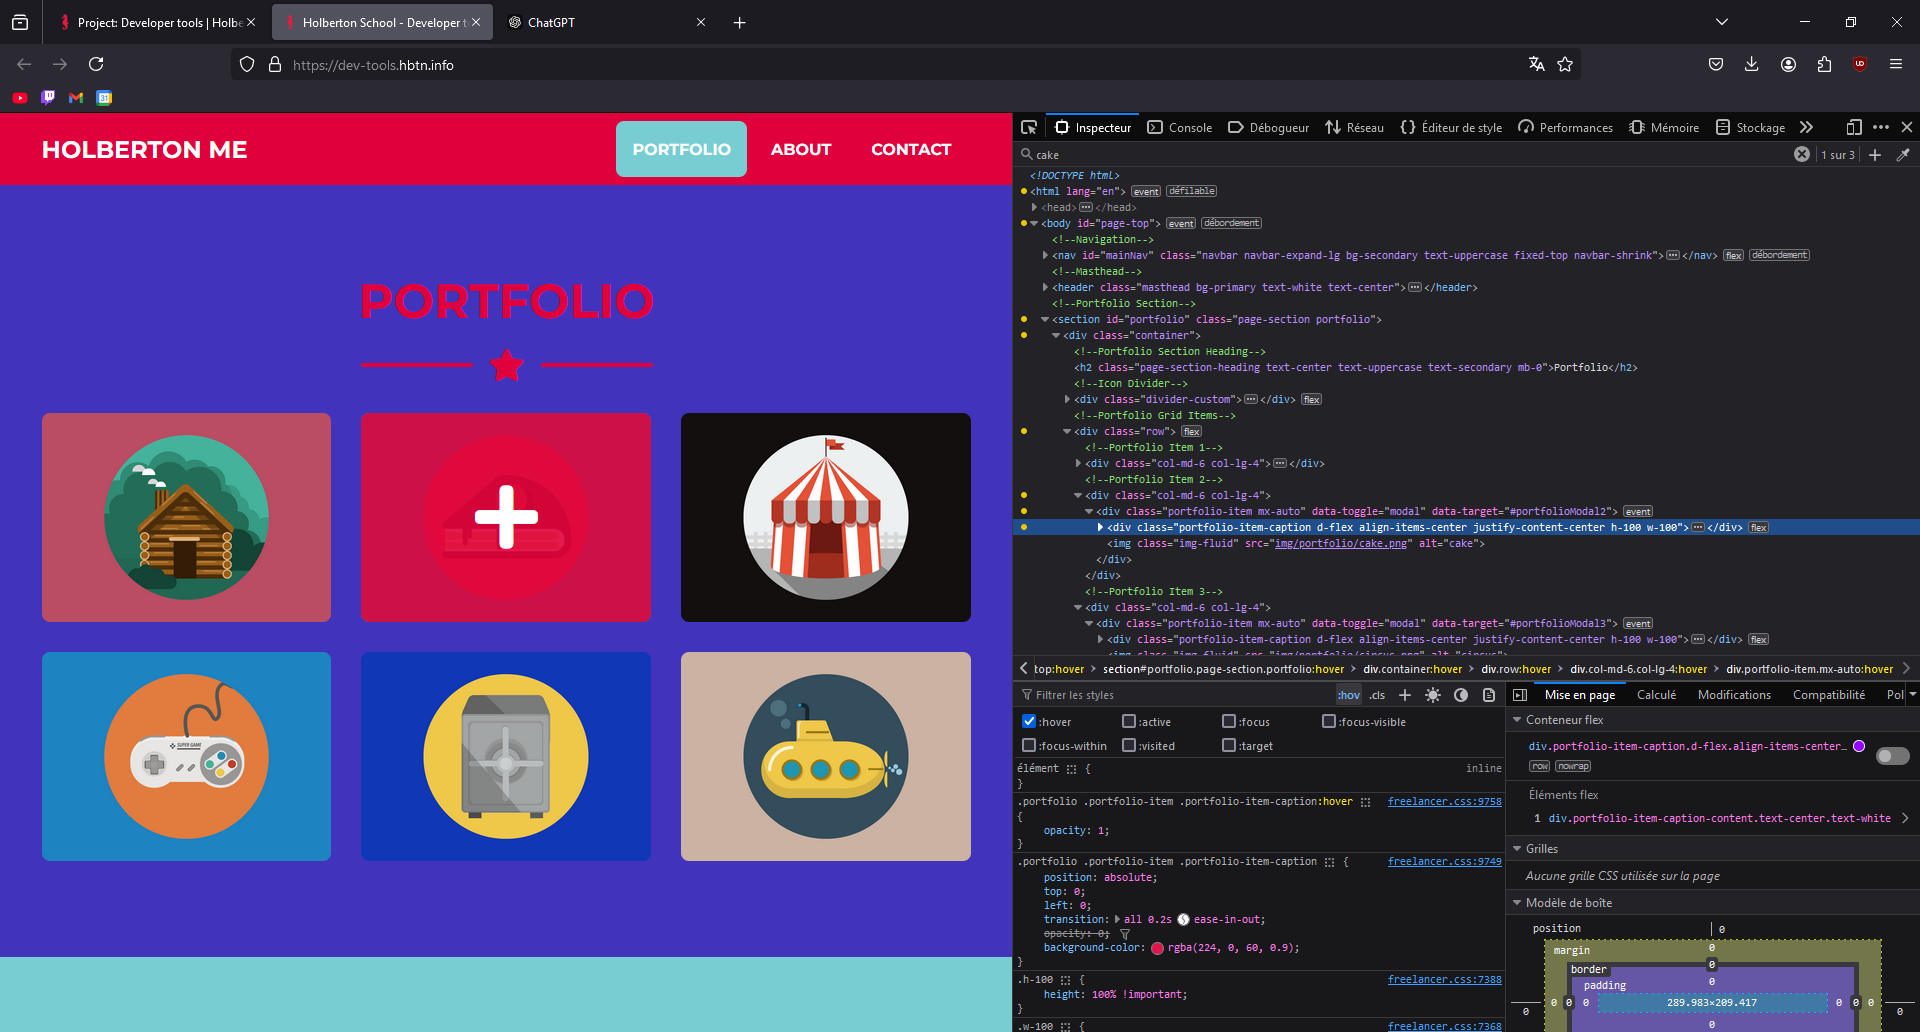 Project: Developer tools | Holbe
Holberton School - Developer t
ChatGPT
https://dev-tools.hbtn.info
HOLBERTON ME
PORTFOLIO
ABOUT
CONTACT
PORTFOLIO
SUPER GAME
Inspecteur
Console
Débogueur
Réseau
{} Éditeur de style
Performances
Mémoire
Stockage
cake
1 sur 3
<!DOCTYPE html>
<html lang="en"> event défilable
<head> ••• </head>
<body id="page-top"> event débordement
<!--Navigation-->
<nav id="mainNav" class="navbar navbar-expand-lg bg-secondary text-uppercase fixed-top navbar-shrink"> ••• </nav> flex débordement
<!--Masthead-->
<header class="masthead bg-primary text-white text-center"> ••• </header>
<!--Portfolio Section-->
<section id="portfolio" class="page-section portfolio">
<div class="container">
<!--Portfolio Section Heading-->
<h2 class="page-section-heading text-center text-uppercase text-secondary mb-0">Portfolio</h2>
<!--Icon Divider-->
<div class="divider-custom"> ••• </div> flex
<!--Portfolio Grid Items-->
<div class="row"> flex
<!--Portfolio Item 1-->
<div class="col-md-6 col-lg-4"> ••• </div>
<!--Portfolio Item 2-->
<div class="col-md-6 col-lg-4">
<div class="portfolio-item mx-auto" data-toggle="modal" data-target="#portfolioModal2"> event
<div class="portfolio-item-caption d-flex align-items-center justify-content-center h-100 w-100"> ••• </div> flex
<img class="img-fluid" src="img/portfolio/cake.png" alt="cake">
</div>
</div>
<!--Portfolio Item 3-->
<div class="col-md-6 col-lg-4">
<div class="portfolio-item mx-auto" data-toggle="modal" data-target="#portfolioModal3"> event
<div class="portfolio-item-caption d-flex align-items-center justify-content-center h-100 w-100"> ••• </div> flex
<img class="img-fluid" src="img/portfolio/circus.png" alt="circus">
top:hover > section#portfolio.page-section.portfolio:hover > div.container:hover > div.row:hover > div.col-md-6.col-lg-4:hover > div.portfolio-item.mx-auto:hover
Filtrer les styles
:hov .cls
:hover
:active
:focus
:focus-visible
:focus-within
:visited
:target
élément { inline
}
.portfolio .portfolio-item .portfolio-item-caption:hover freelancer.css:9758
{
opacity: 1;
}
.portfolio .portfolio-item .portfolio-item-caption { freelancer.css:9749
position: absolute;
top: 0;
left: 0;
transition: all 0.2s ease-in-out;
opacity: 0;
background-color: rgba(224, 0, 60, 0.9);
}
.h-100 { freelancer.css:7388
height: 100% !important;
}
.w-100 { freelancer.css:7368
Mise en page
Calculé
Modifications
Compatibilité
Pol
Conteneur flex
div.portfolio-item-caption.d-flex.align-items-center…
row nowrap
Éléments flex
1 div.portfolio-item-caption-content.text-center.text-white
Grilles
Aucune grille CSS utilisée sur la page
Modèle de boîte
position 0
margin 0
border 0
padding 0
0 0 0 0 289.983×209.417 0 0 0 0
0